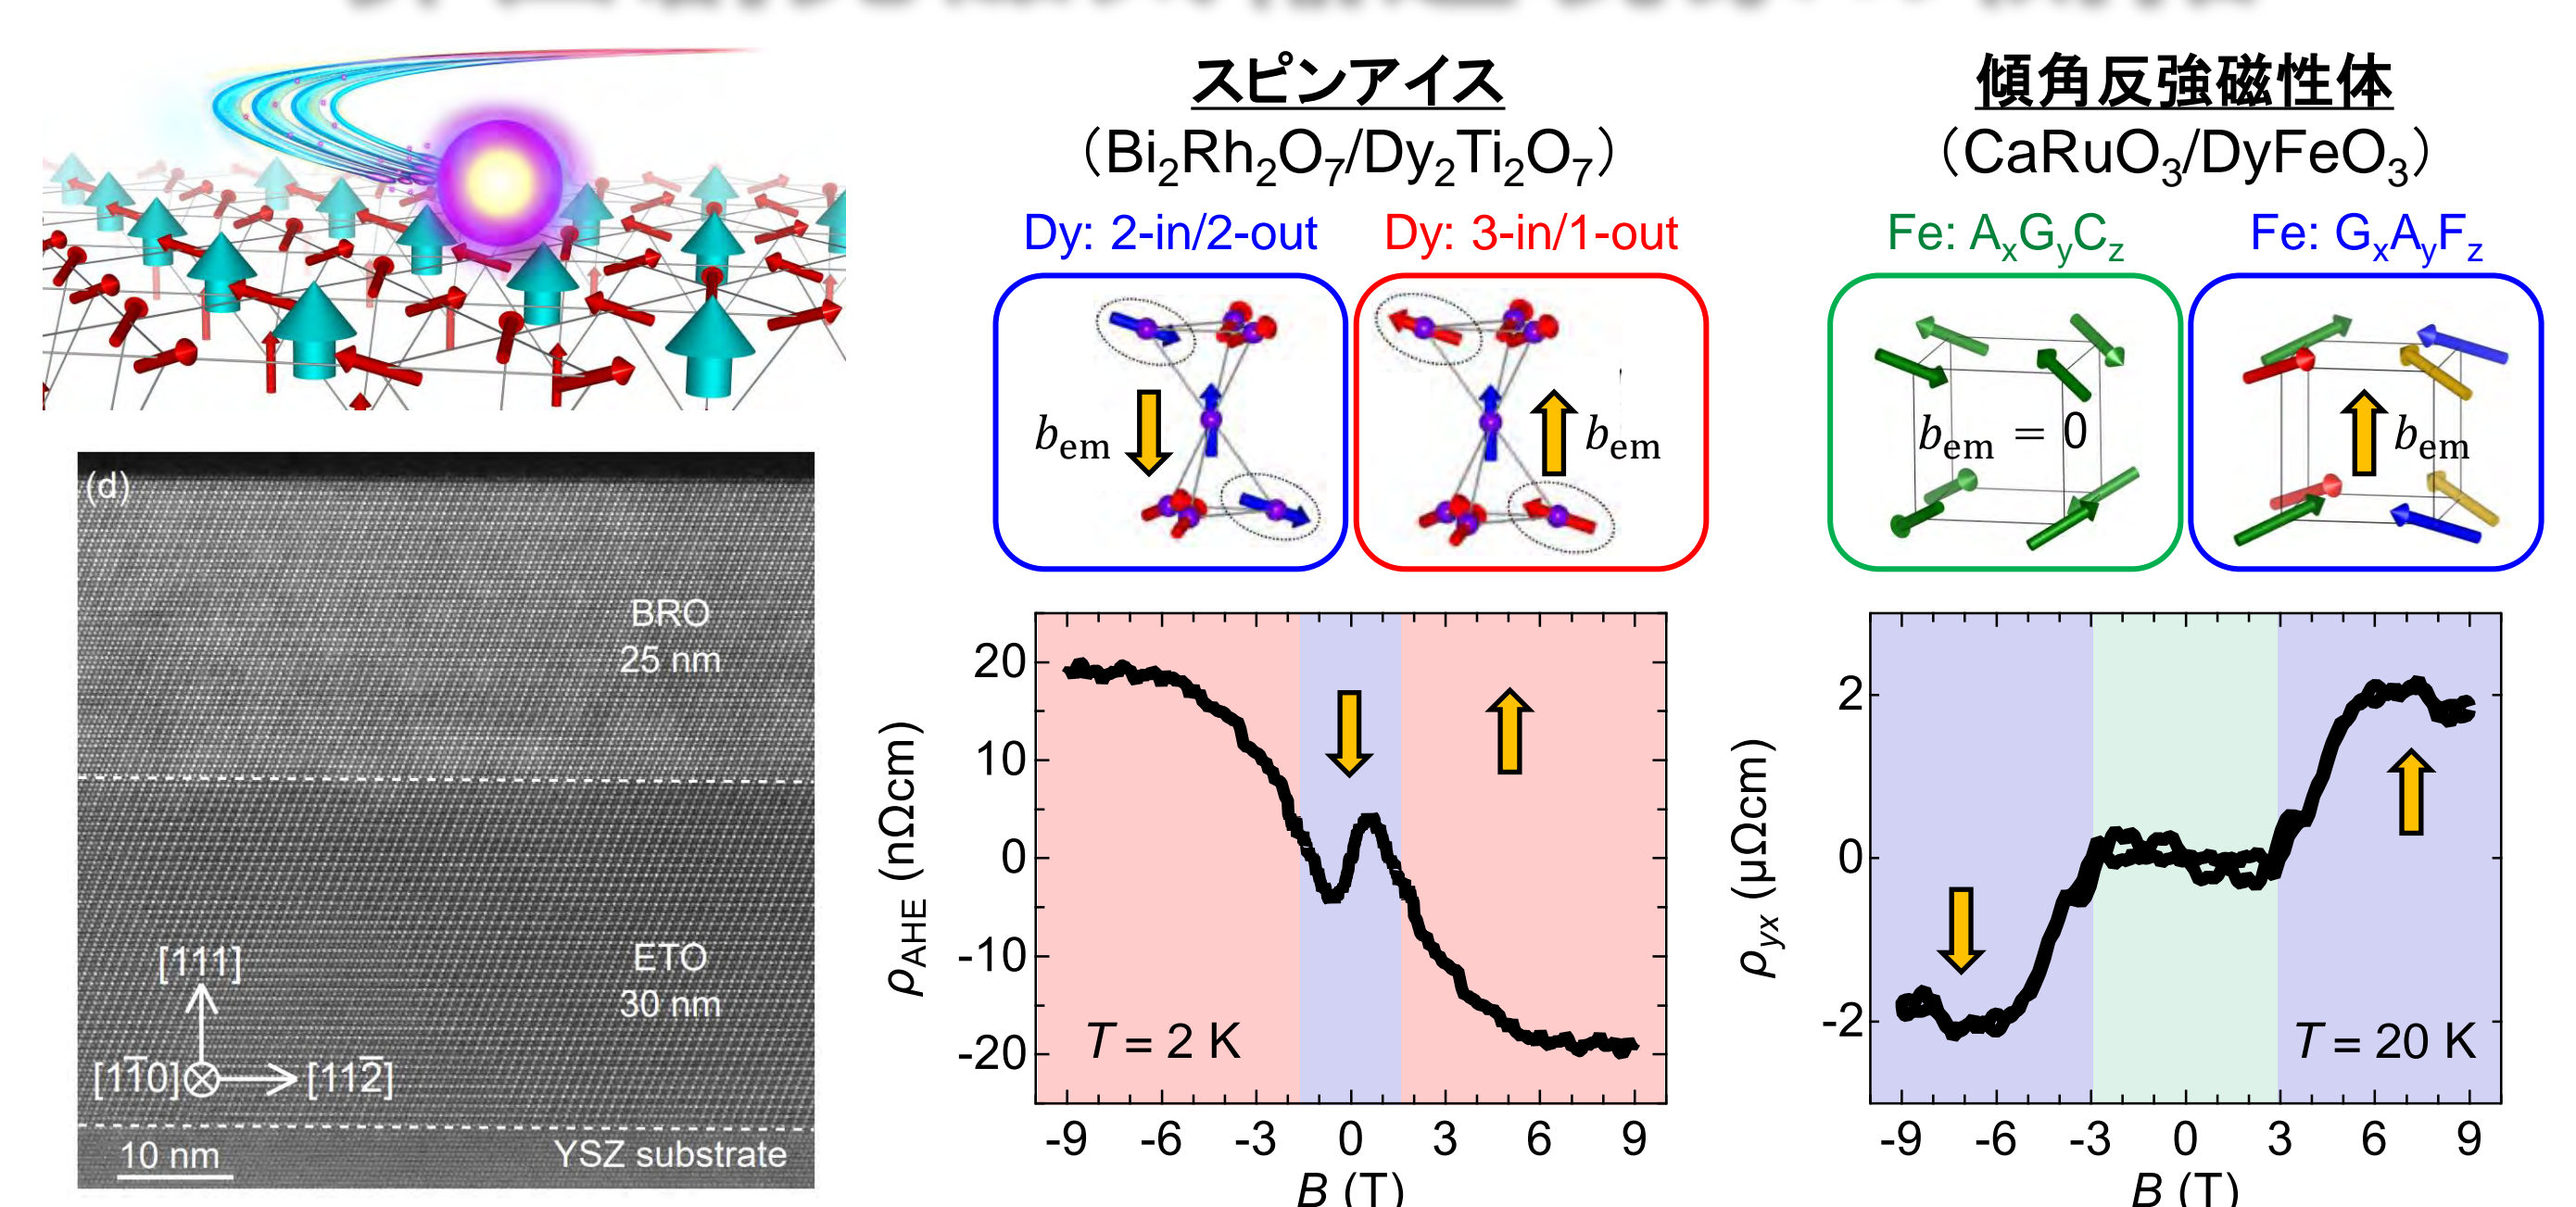 スピンアイス
（Bi₂Rh₂O₇/Dy₂Ti₂O₇）
Dy: 2-in/2-out
Dy: 3-in/1-out
bem
bem
傾角反強磁性体
（CaRuO₃/DyFeO₃）
Fe: AxGyCz
Fe: GxAyFz
bem = 0
bem
(d)
BRO
25 nm
ETO
30 nm
[111]
[11̅0]
[112̅]
10 nm
YSZ substrate
ρAHE (nΩcm)
20
10
0
-10
-20
T = 2 K
-9 -6 -3 0 3 6 9
B (T)
ρyx (μΩcm)
2
0
-2
T = 20 K
-9 -6 -3 0 3 6 9
B (T)